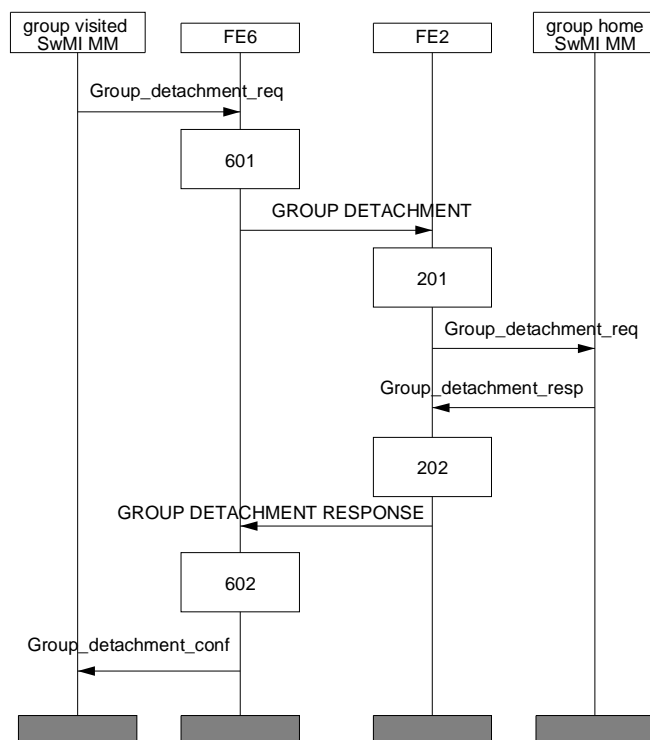 group visited
SwMI MM
FE6
FE2
group home
SwMI MM
Group_detachment_req
601
GROUP DETACHMENT
201
Group_detachment_req
Group_detachment_resp
202
GROUP DETACHMENT RESPONSE
602
Group_detachment_conf